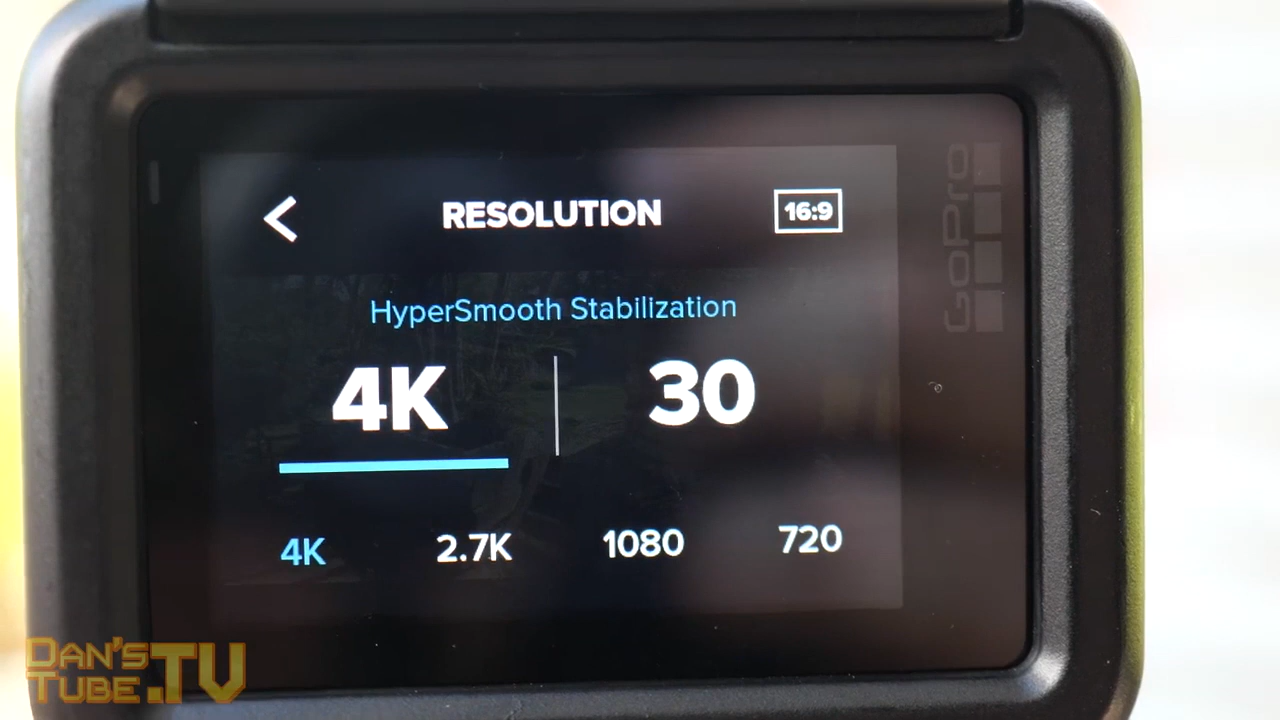 RESOLUTION 16:9
HyperSmooth Stabilization
4K 30
4K 2.7K 1080 720
GoPro
DAN'S
TUBE.TV